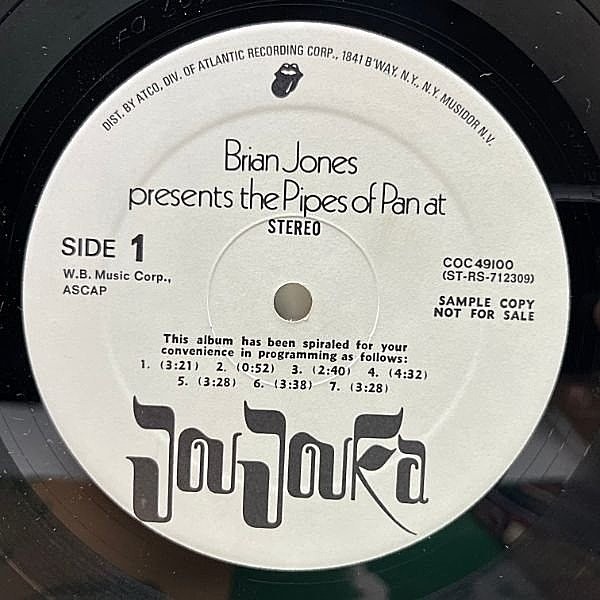 DIST. BY ATCO, DIV. OF ATLANTIC RECORDING CORP., 1841 B'WAY, N.Y., N.Y. MUSIDOR N.V.
Brian Jones
presents the Pipes of Pan at
STEREO
SIDE 1
W.B. Music Corp.,
ASCAP
COC 49100
(ST-RS-712309)
SAMPLE COPY
NOT FOR SALE
This album has been spiraled for your
convenience in programming as follows:
1. (3:21) 2. (0:52) 3. (2:40) 4. (4:32)
5. (3:28) 6. (3:38) 7. (3:28)
JouJouka